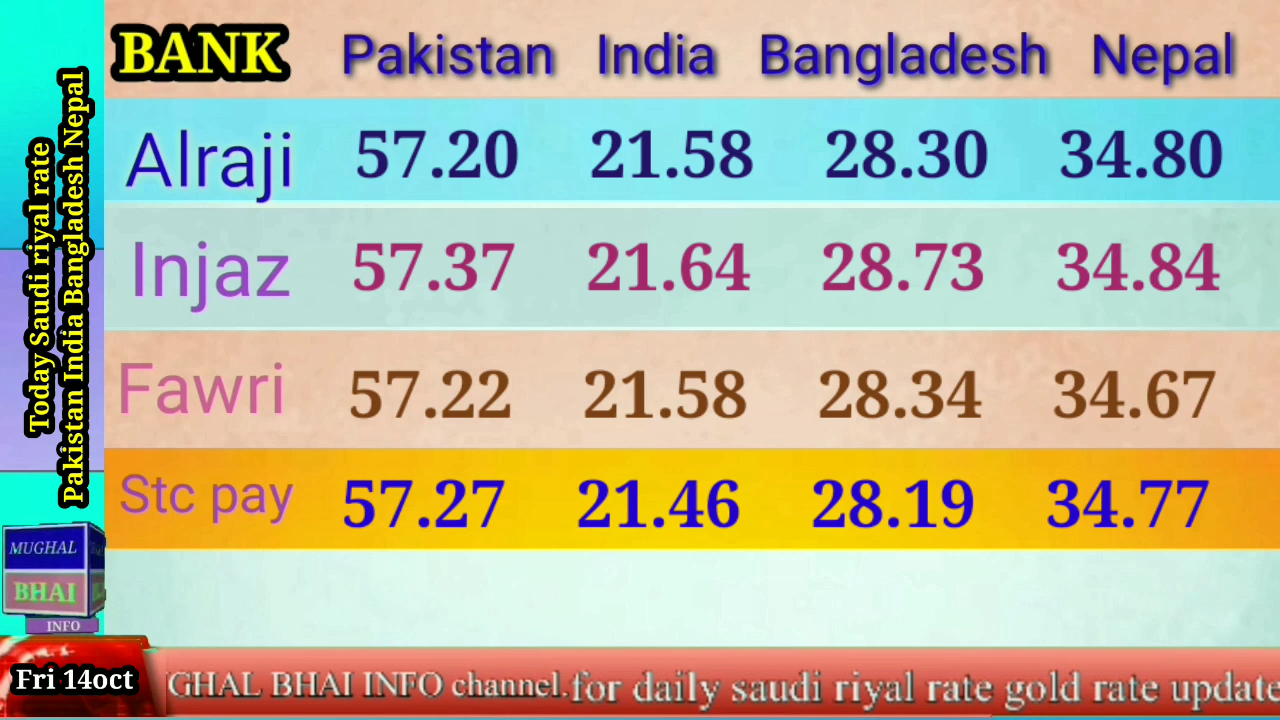 BANK Pakistan India Bangladesh Nepal
Alraji 57.20 21.58 28.30 34.80
Injaz 57.37 21.64 28.73 34.84
Fawri 57.22 21.58 28.34 34.67
Stc pay 57.27 21.46 28.19 34.77
Today Saudi riyal rate
Pakistan India Bangladesh Nepal
MUGHAL
BHAI
INFO
Fri 14oct
GHAL BHAI INFO channel.for daily saudi riyal rate gold rate update